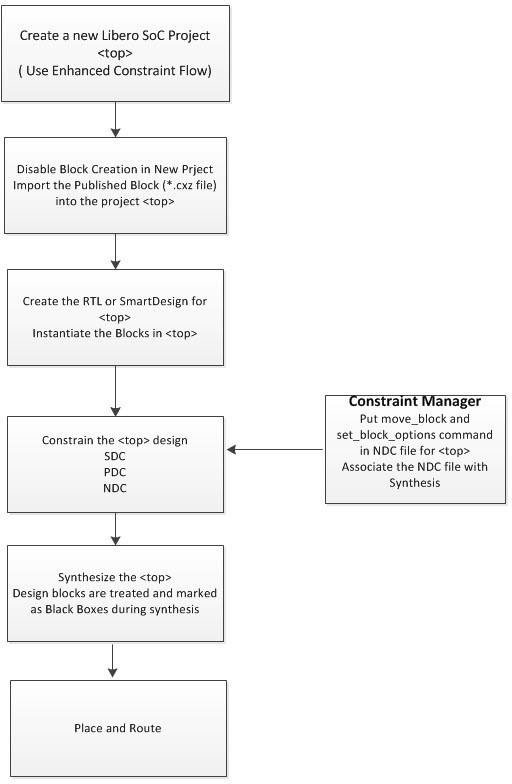 Create a new Libero SoC Project
<top>
( Use Enhanced Constraint Flow)
Disable Block Creation in New Prject
Import the Published Block (*.cxz file)
into the project <top>
Create the RTL or SmartDesign for
<top>
Instantiate the Blocks in <top>
Constrain the <top> design
SDC
PDC
NDC
Constraint Manager
Put move_block and
set_block_options command
in NDC file for <top>
Associate the NDC file with
Synthesis
Synthesize the <top>
Design blocks are treated and marked
as Black Boxes during synthesis
Place and Route